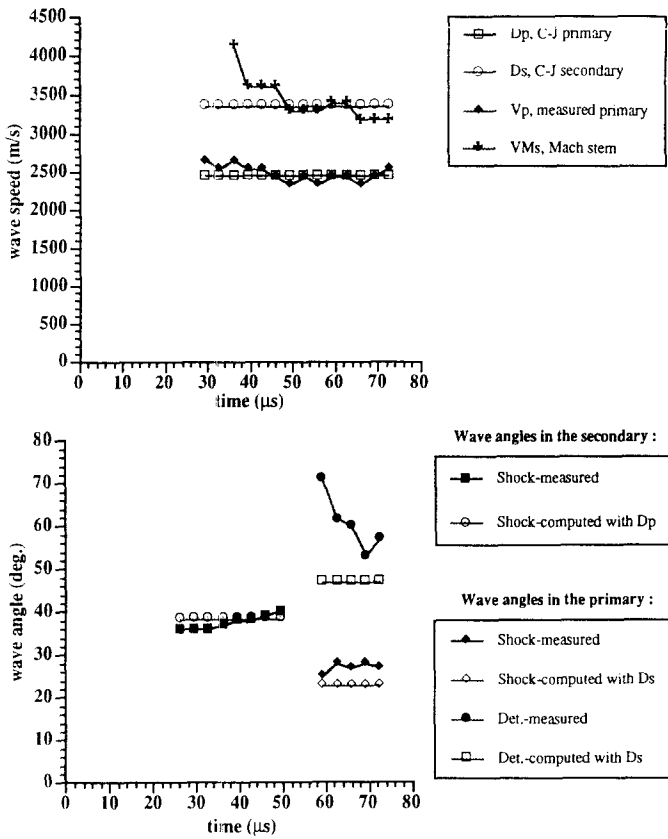 4500
4000
3500
3000
2500
2000
1500
1000
500
0
wave speed (m/s)
0 10 20 30 40 50 60 70 80
time (μs)
Dp, C-J primary
Ds, C-J secondary
Vp, measured primary
VMs, Mach stem
80
70
60
50
40
30
20
10
0
wave angle (deg.)
0 10 20 30 40 50 60 70 80
time (μs)
Wave angles in the secondary :
Shock-measured
Shock-computed with Dp
Wave angles in the primary :
Shock-measured
Shock-computed with Ds
Det.-measured
Det.-computed with Ds